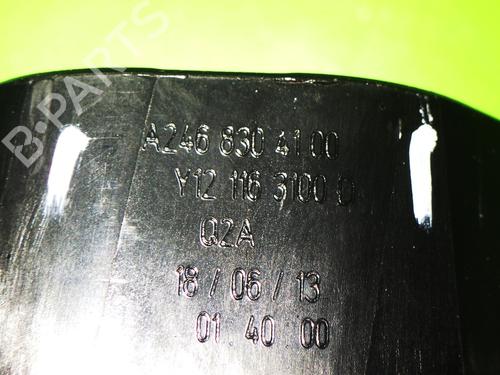 B-PARTS
A246 830 41 00
Y12 116 3100 D
Q2A
18 / 06 / 13
01 40 00